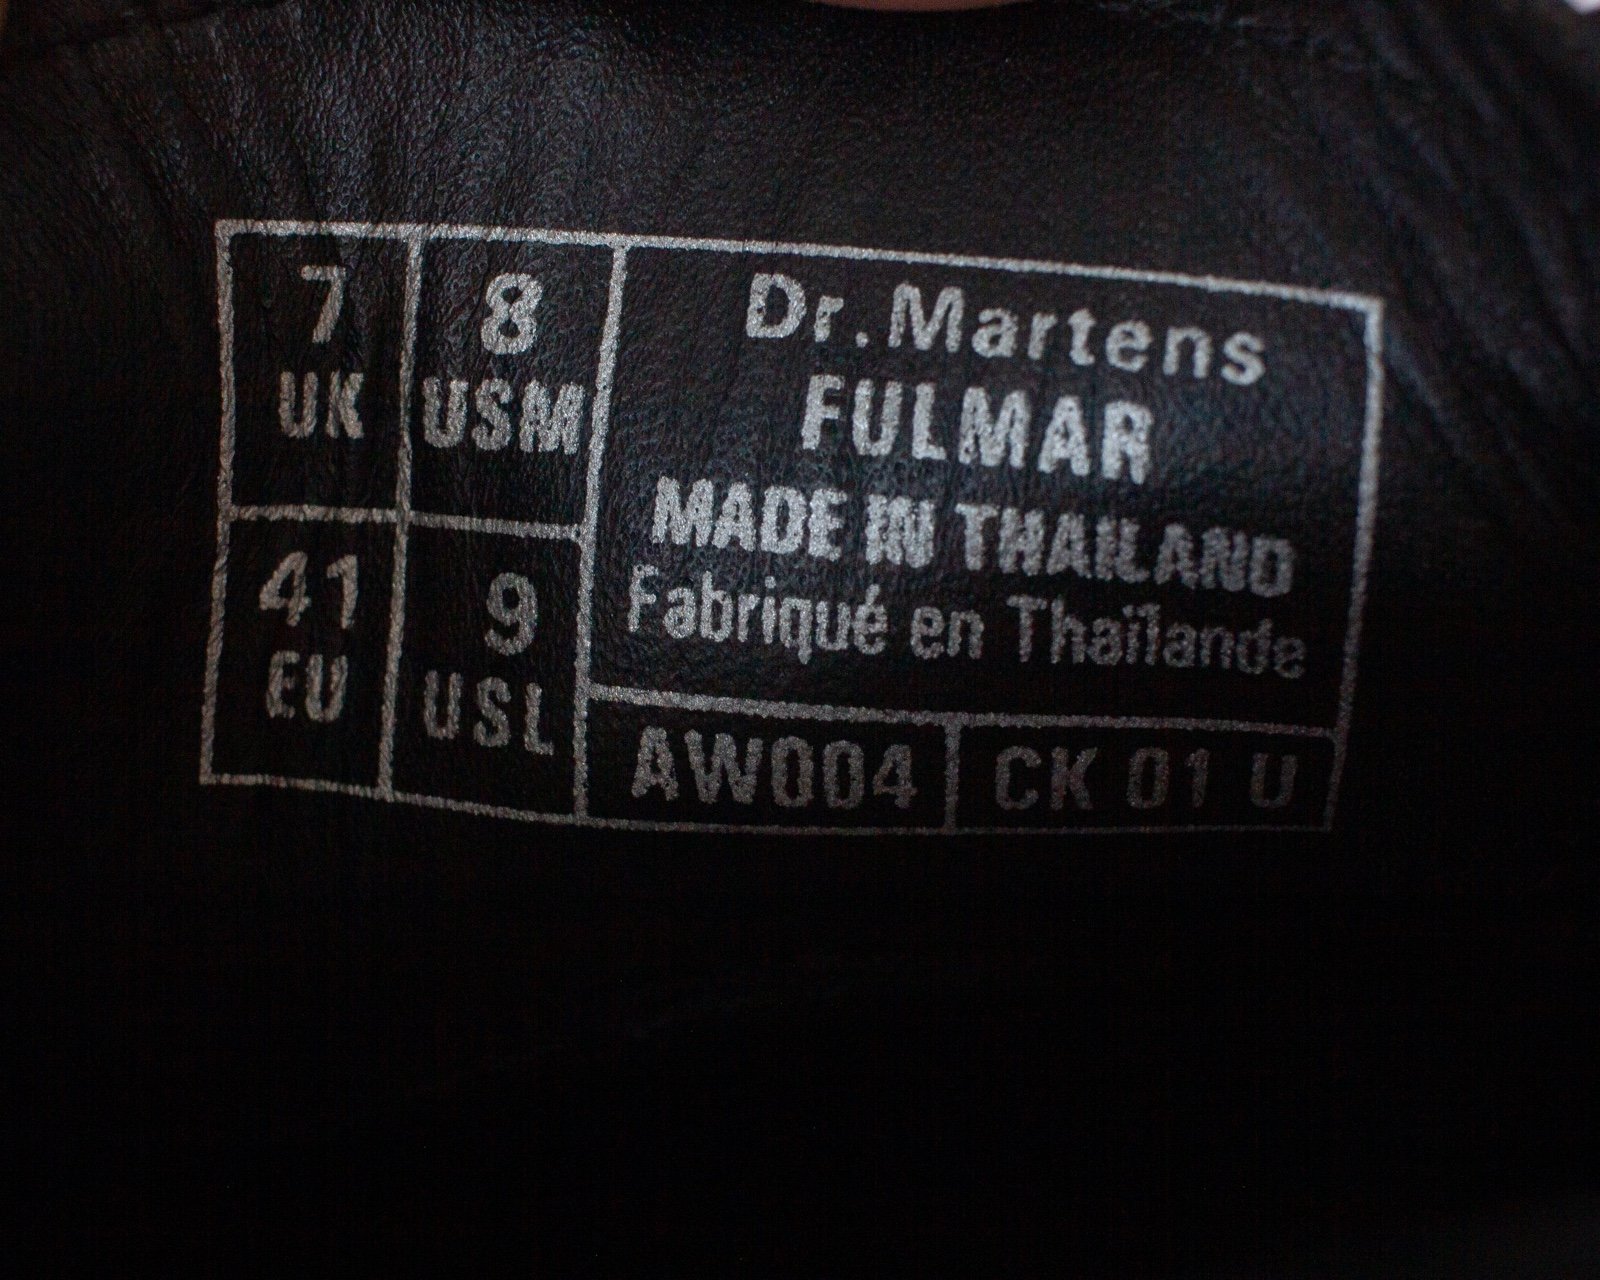 7
UK
8
USM
41
EU
9
USL
Dr. Martens
FULMAR
MADE IN THAILAND
Fabriqué en Thaïlande
AW004
CK 01 U